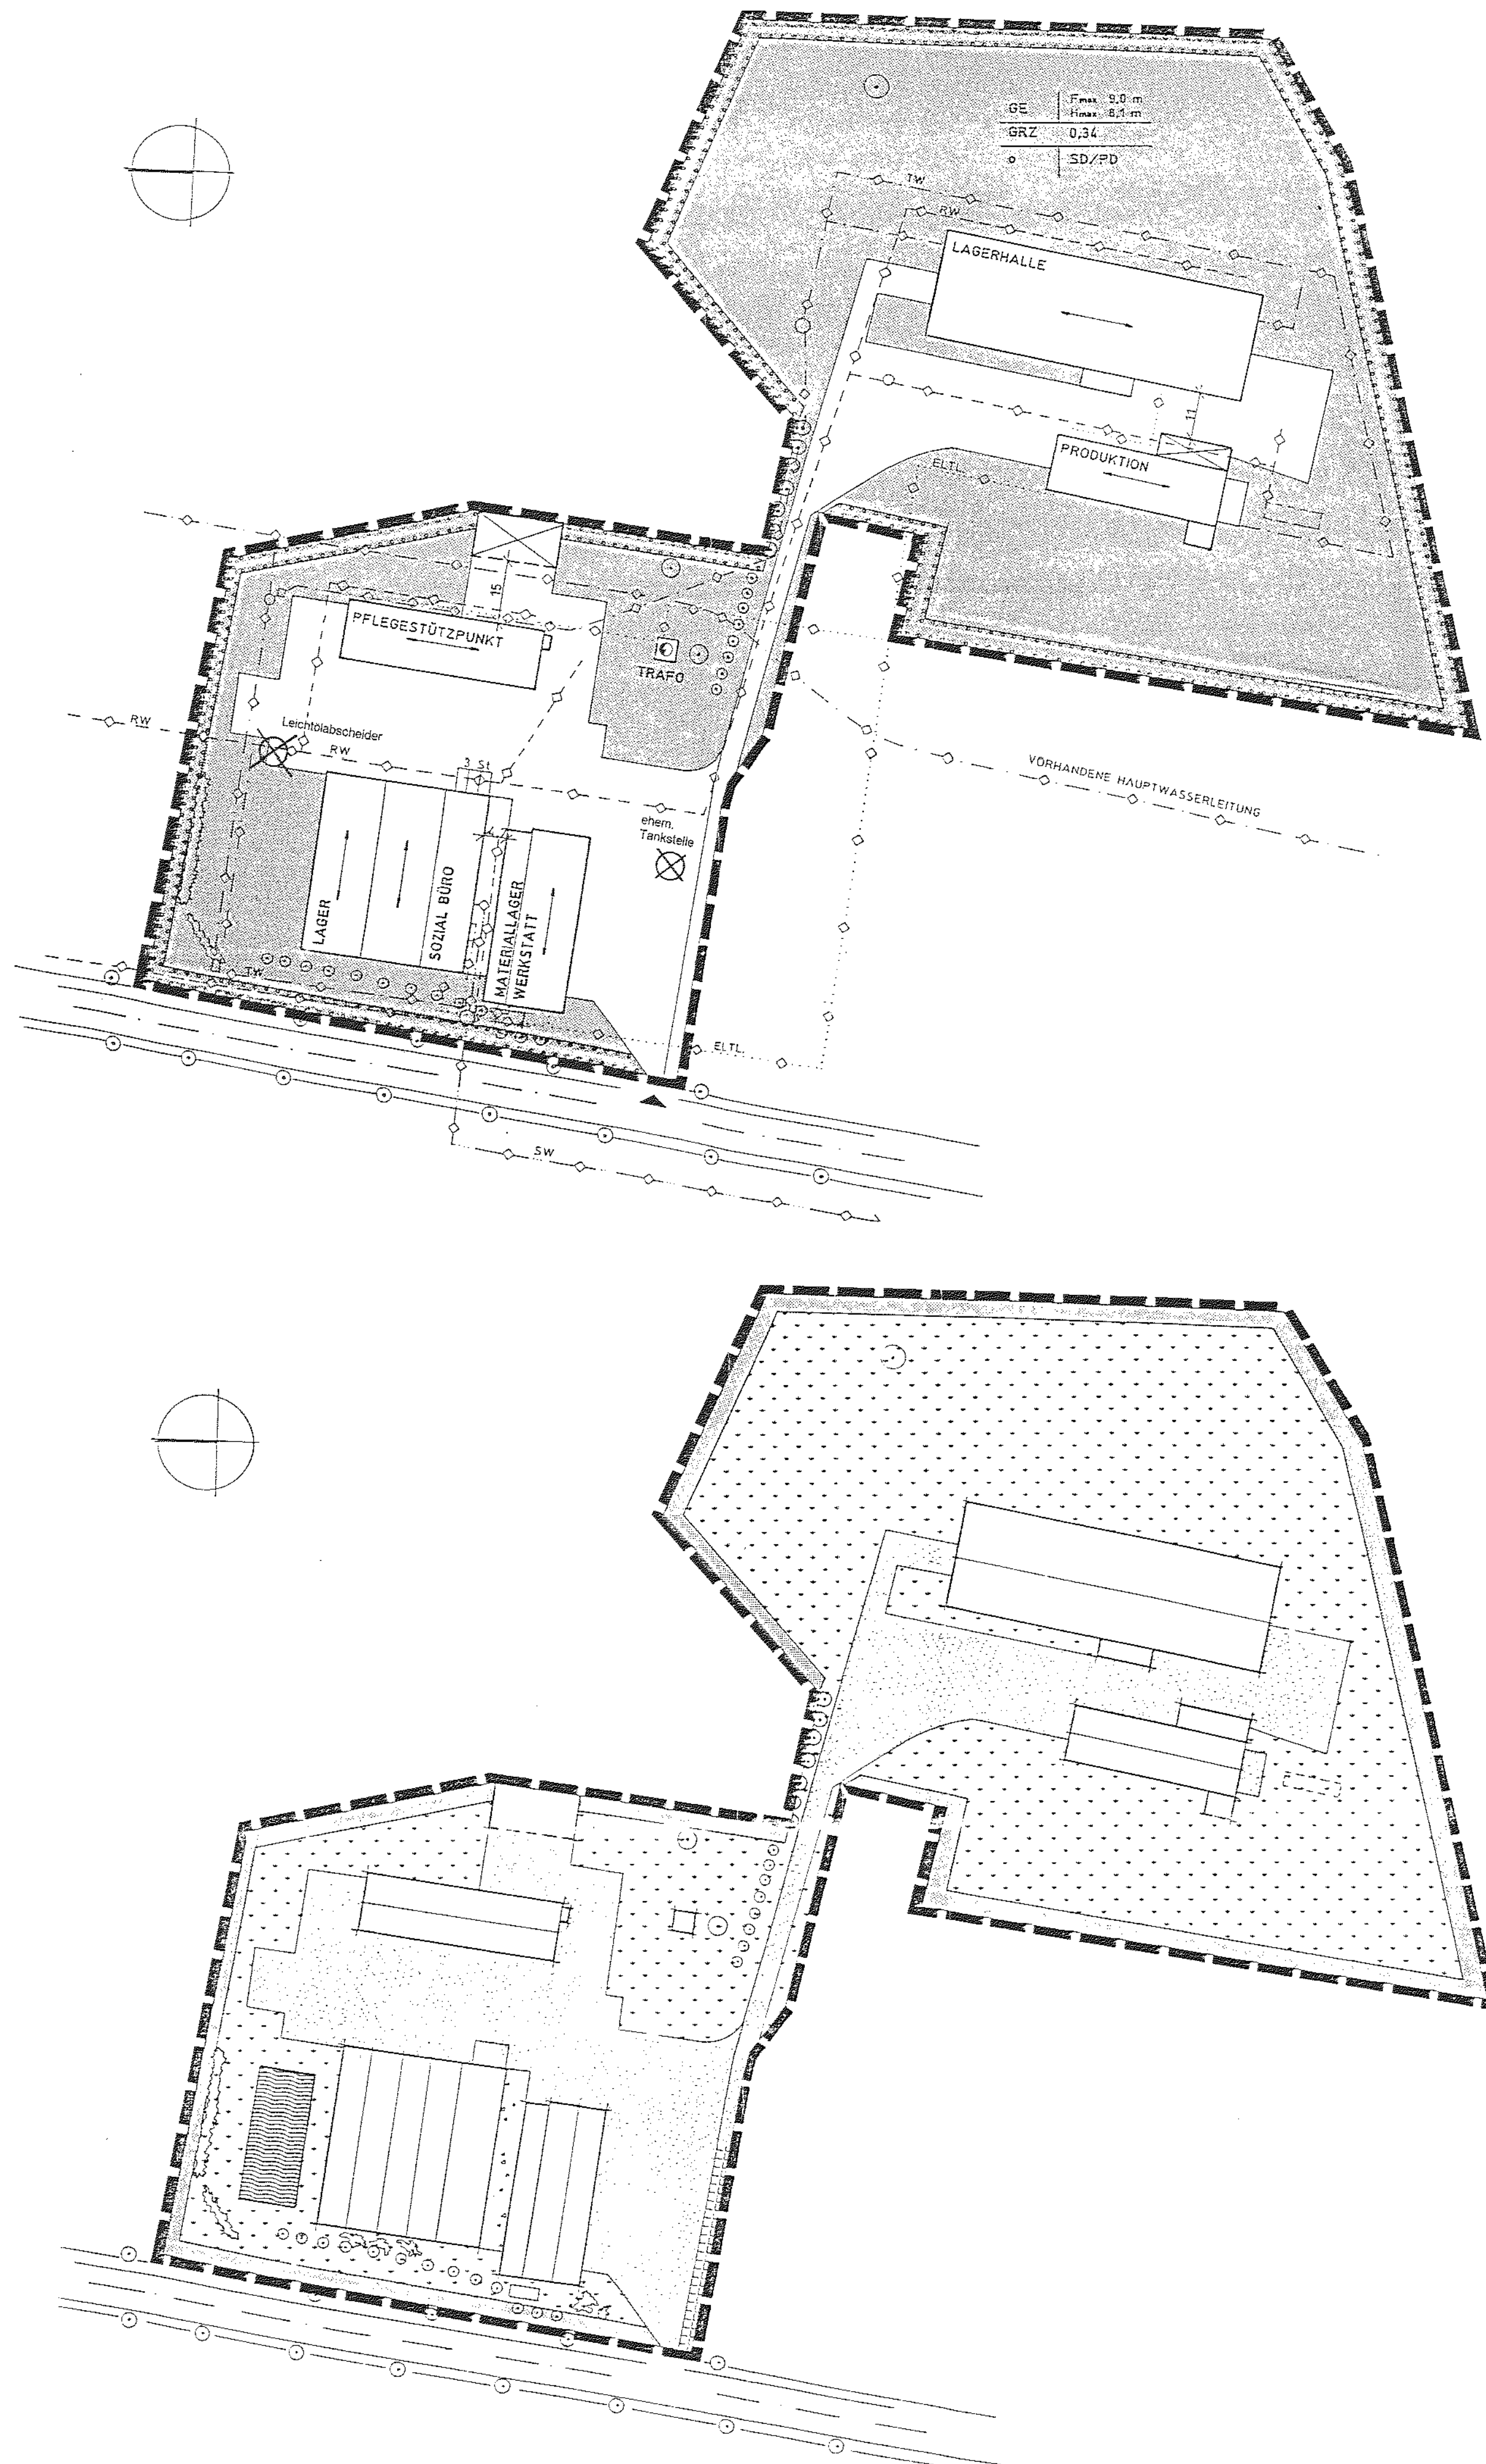 GE
Fmax 9,0 m
Hmax 8,1 m
GRZ 0,34
o SD/PD
TW
RW
LAGERHALLE
11
PRODUKTION
ELTL.
15
PFLEGESTÜTZPUNKT
TRAFO
RW
Leichtölabscheider
RW
3 St
VORHANDENE HAUPTWASSERLEITUNG
ehem.
Tankstelle
4
LAGER
SOZIAL BÜRO
MATERIALLAGER
WERKSTATT
TW
ELTL.
SW